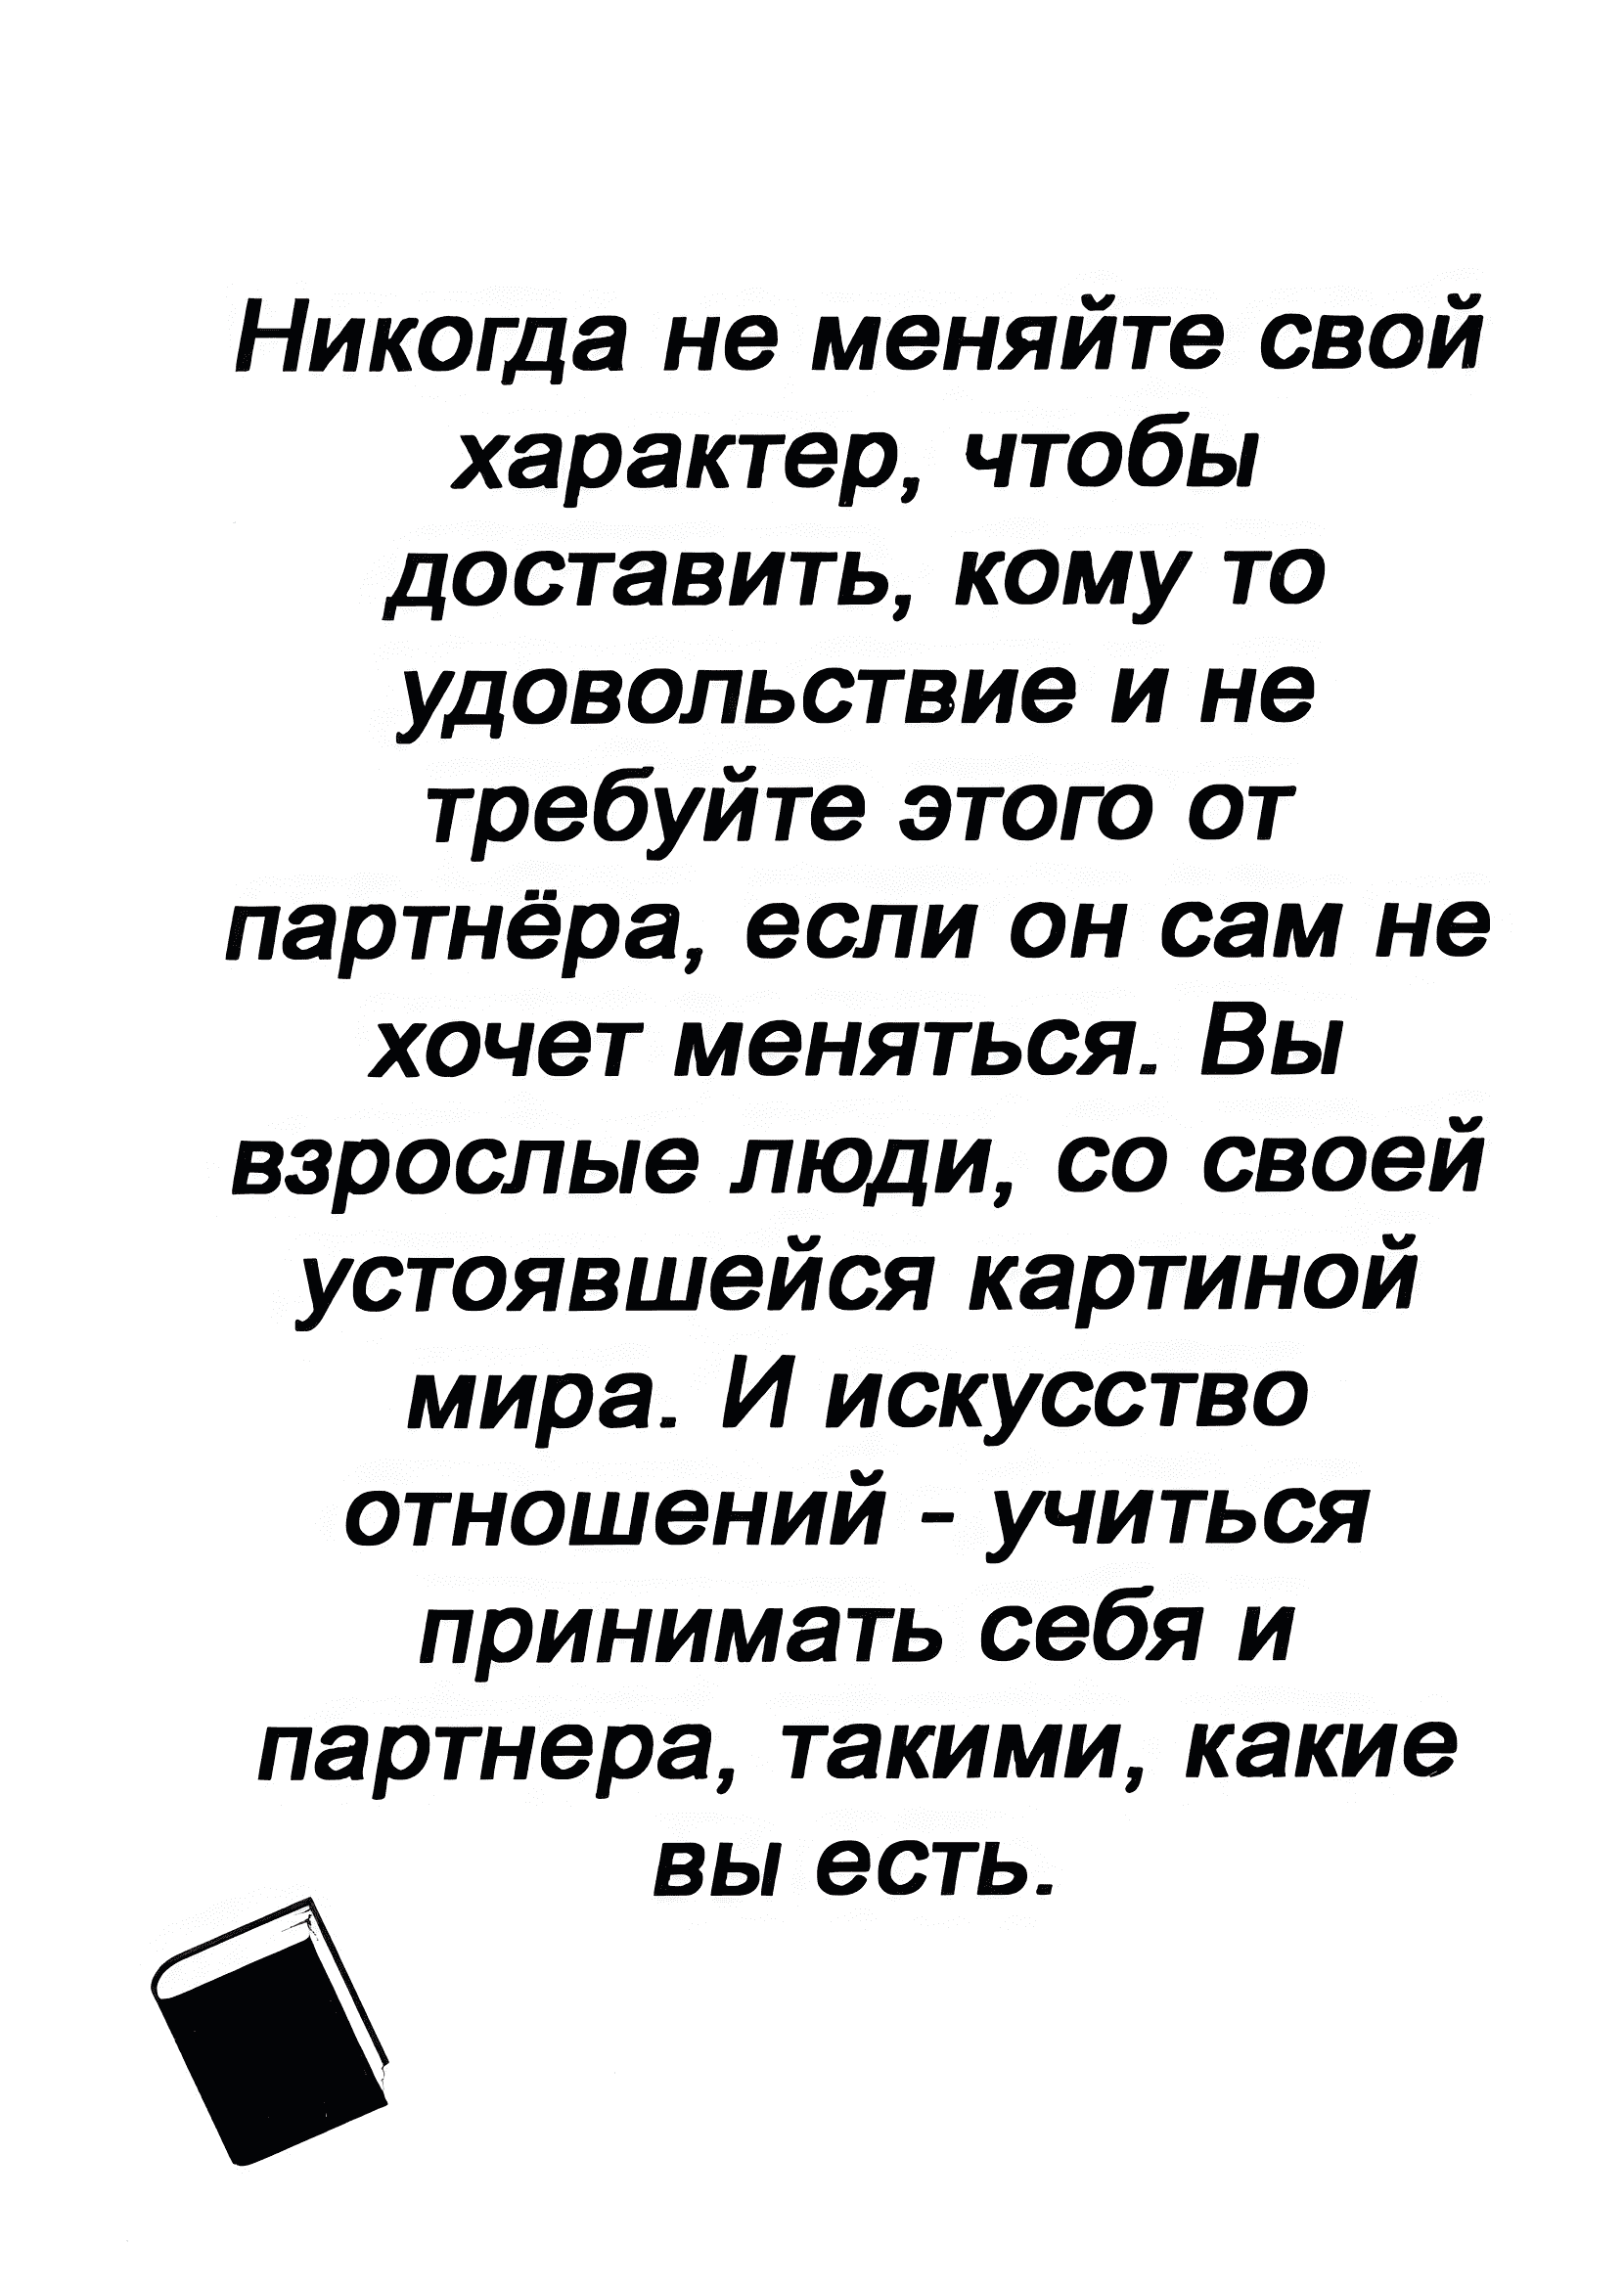 Никогда не меняйте свой
характер, чтобы
доставить, кому то
удовольствие и не
требуйте этого от
партнёра, если он сам не
хочет меняться. Вы
взрослые люди, со своей
устоявшейся картиной
мира. И искусство
отношений - учиться
принимать себя и
партнера, такими, какие
вы есть.